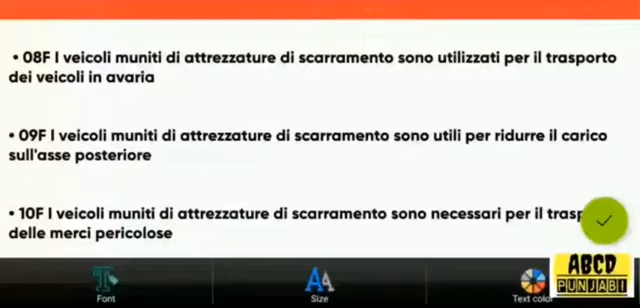 • 08F I veicoli muniti di attrezzature di scarramento sono utilizzati per il trasporto
dei veicoli in avaria
• 09F I veicoli muniti di attrezzature di scarramento sono utili per ridurre il carico
sull'asse posteriore
• 10F I veicoli muniti di attrezzature di scarramento sono necessari per il
delle merci pericolose
ABCD
PUNJABI
Font
Size
Text color